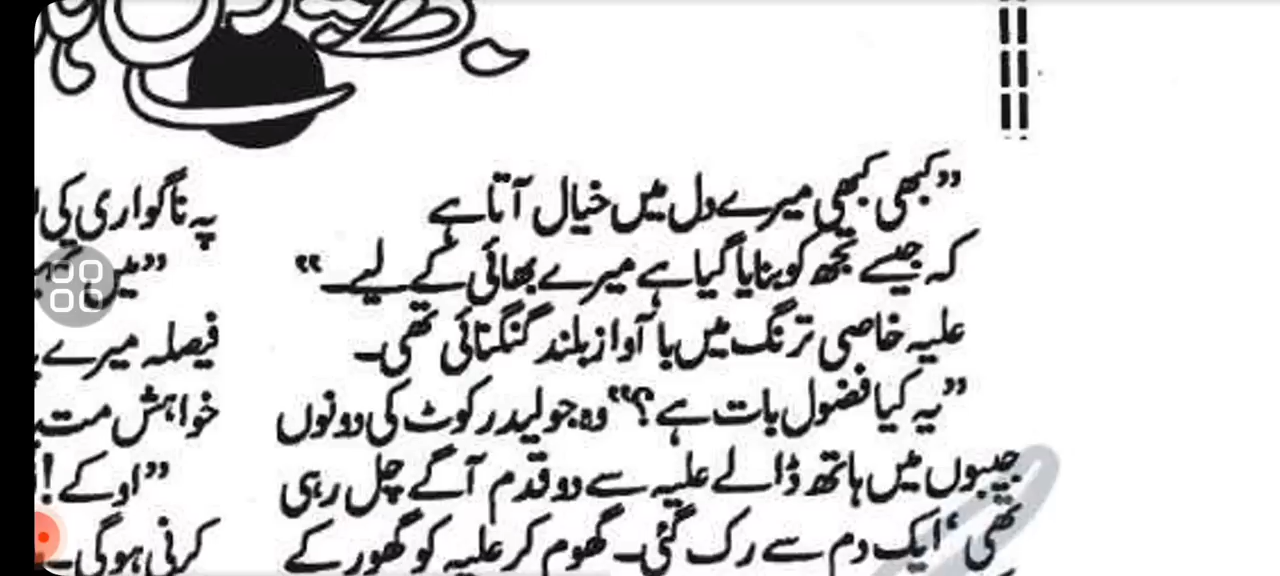 ”کبھی کبھی میرے دل میں خیال آتا ہے
کہ جیسے تجھ کو بنایا گیا ہے میرے بھائی کے لیے۔“
علیہ خاصی ترنگ میں با آواز بلند گنگنائی تھی۔
”یہ کیا فضول بات ہے؟“ وہ جو لیدر کوٹ کی دونوں
جیبوں میں ہاتھ ڈالے علیہ سے دو قدم آگے چل رہی
تھی‘ ایک دم سے رک گئی۔ گھوم کر علیہ کو گھور کے
پہ ناگواری کی
”میں
فیصلہ میرے
خواہش مت
”اوکے!
کرنی ہوگی۔